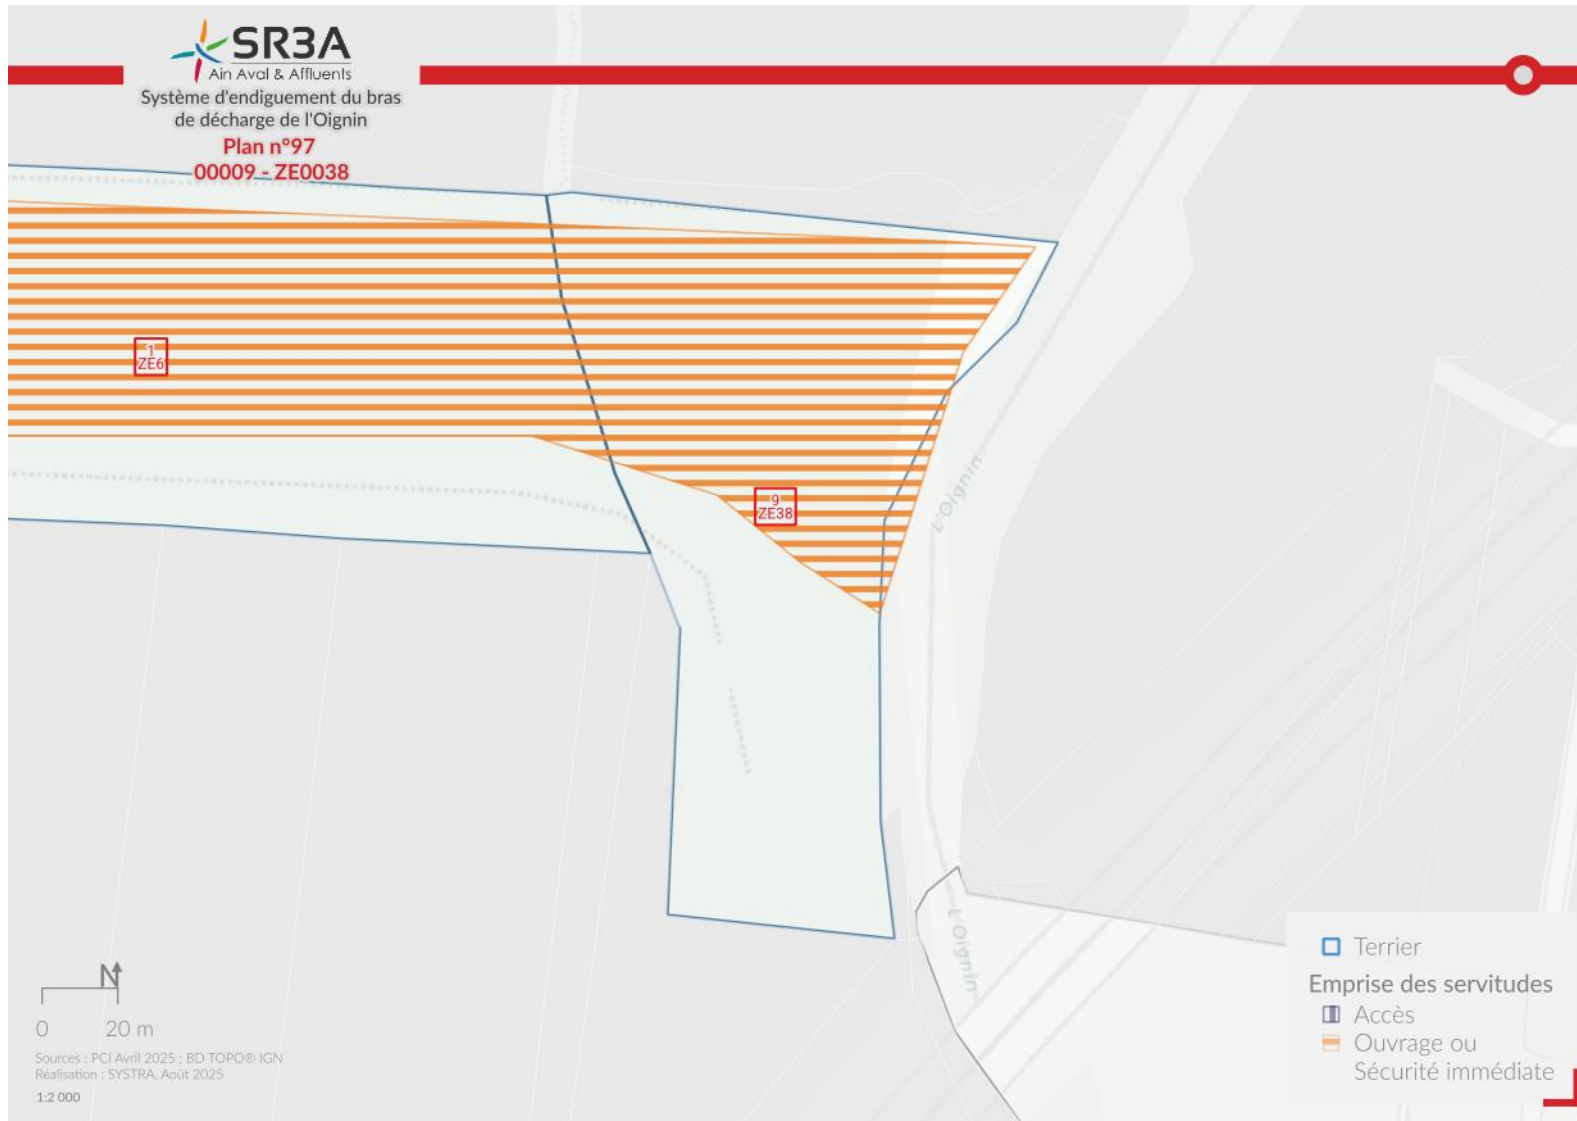 SR3A
Ain Aval & Affluents
Système d'endiguement du bras
de décharge de l'Oignin
Plan n°97
00009 - ZE0038
1
ZE6
9
ZE38
L'Oignin
L'Oignin
N
0 20 m
Sources : PCI Avril 2025 ; BD TOPO® IGN
Réalisation : SYSTRA, Août 2025
1:2 000
Terrier
Emprise des servitudes
Accès
Ouvrage ou
Sécurité immédiate